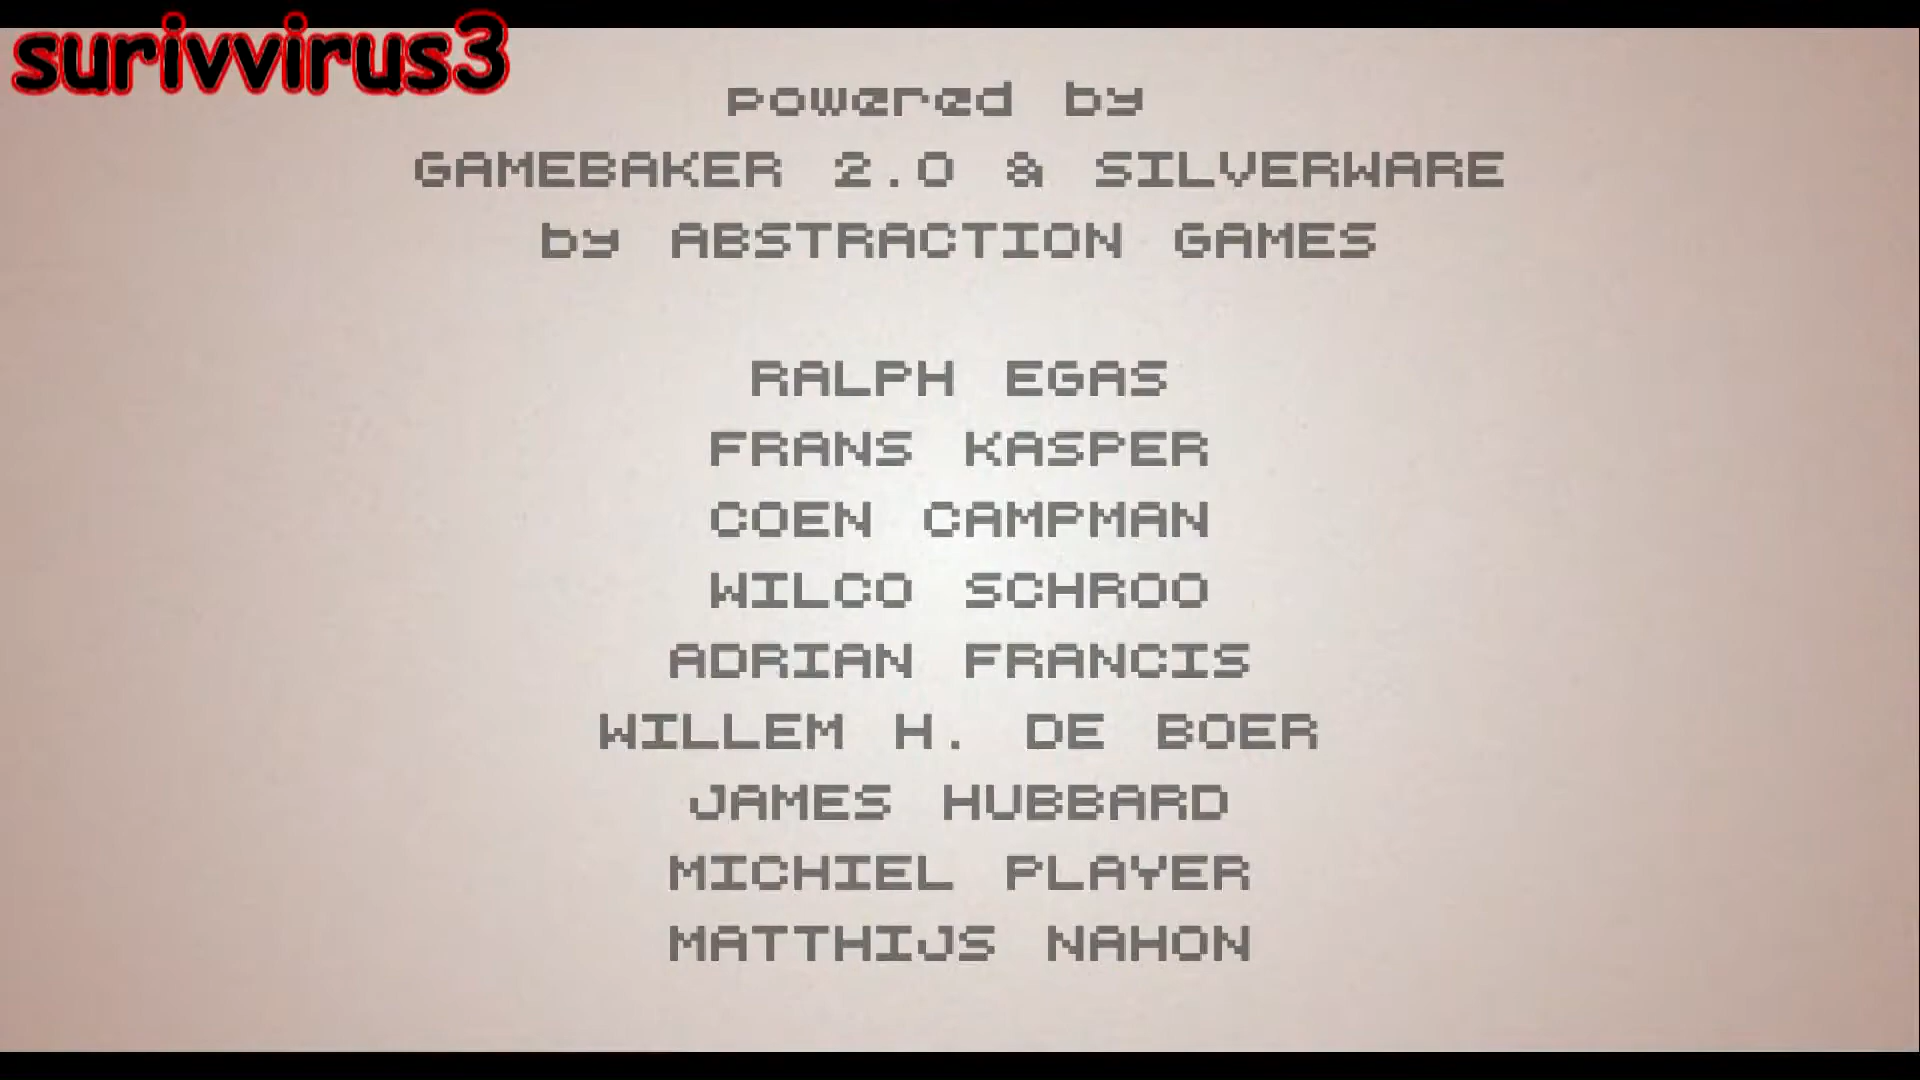 surivvirus3
powered by
GAMEBAKER 2.0 & SILVERWARE
by ABSTRACTION GAMES
RALPH EGAS
FRANS KASPER
COEN CAMPMAN
WILCO SCHROO
ADRIAN FRANCIS
WILLEM H. DE BOER
JAMES HUBBARD
MICHIEL PLAYER
MATTHIJS NAHON